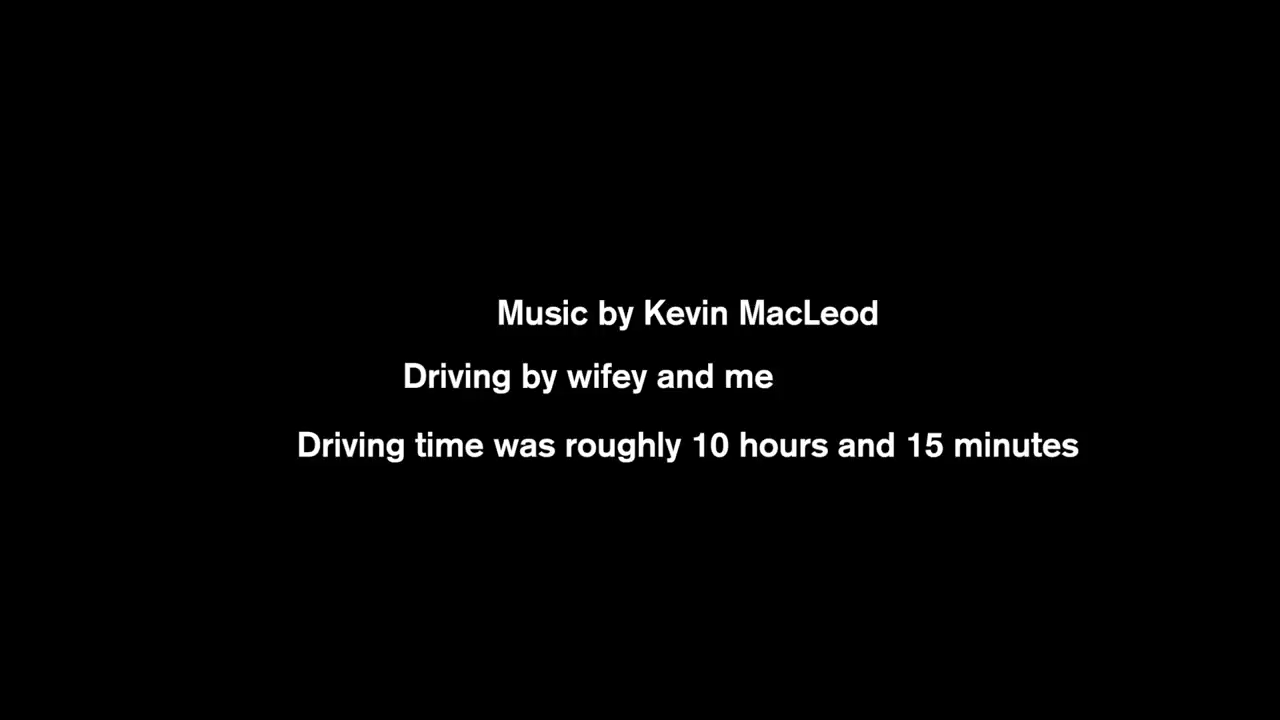 Music by Kevin MacLeod
Driving by wifey and me
Driving time was roughly 10 hours and 15 minutes